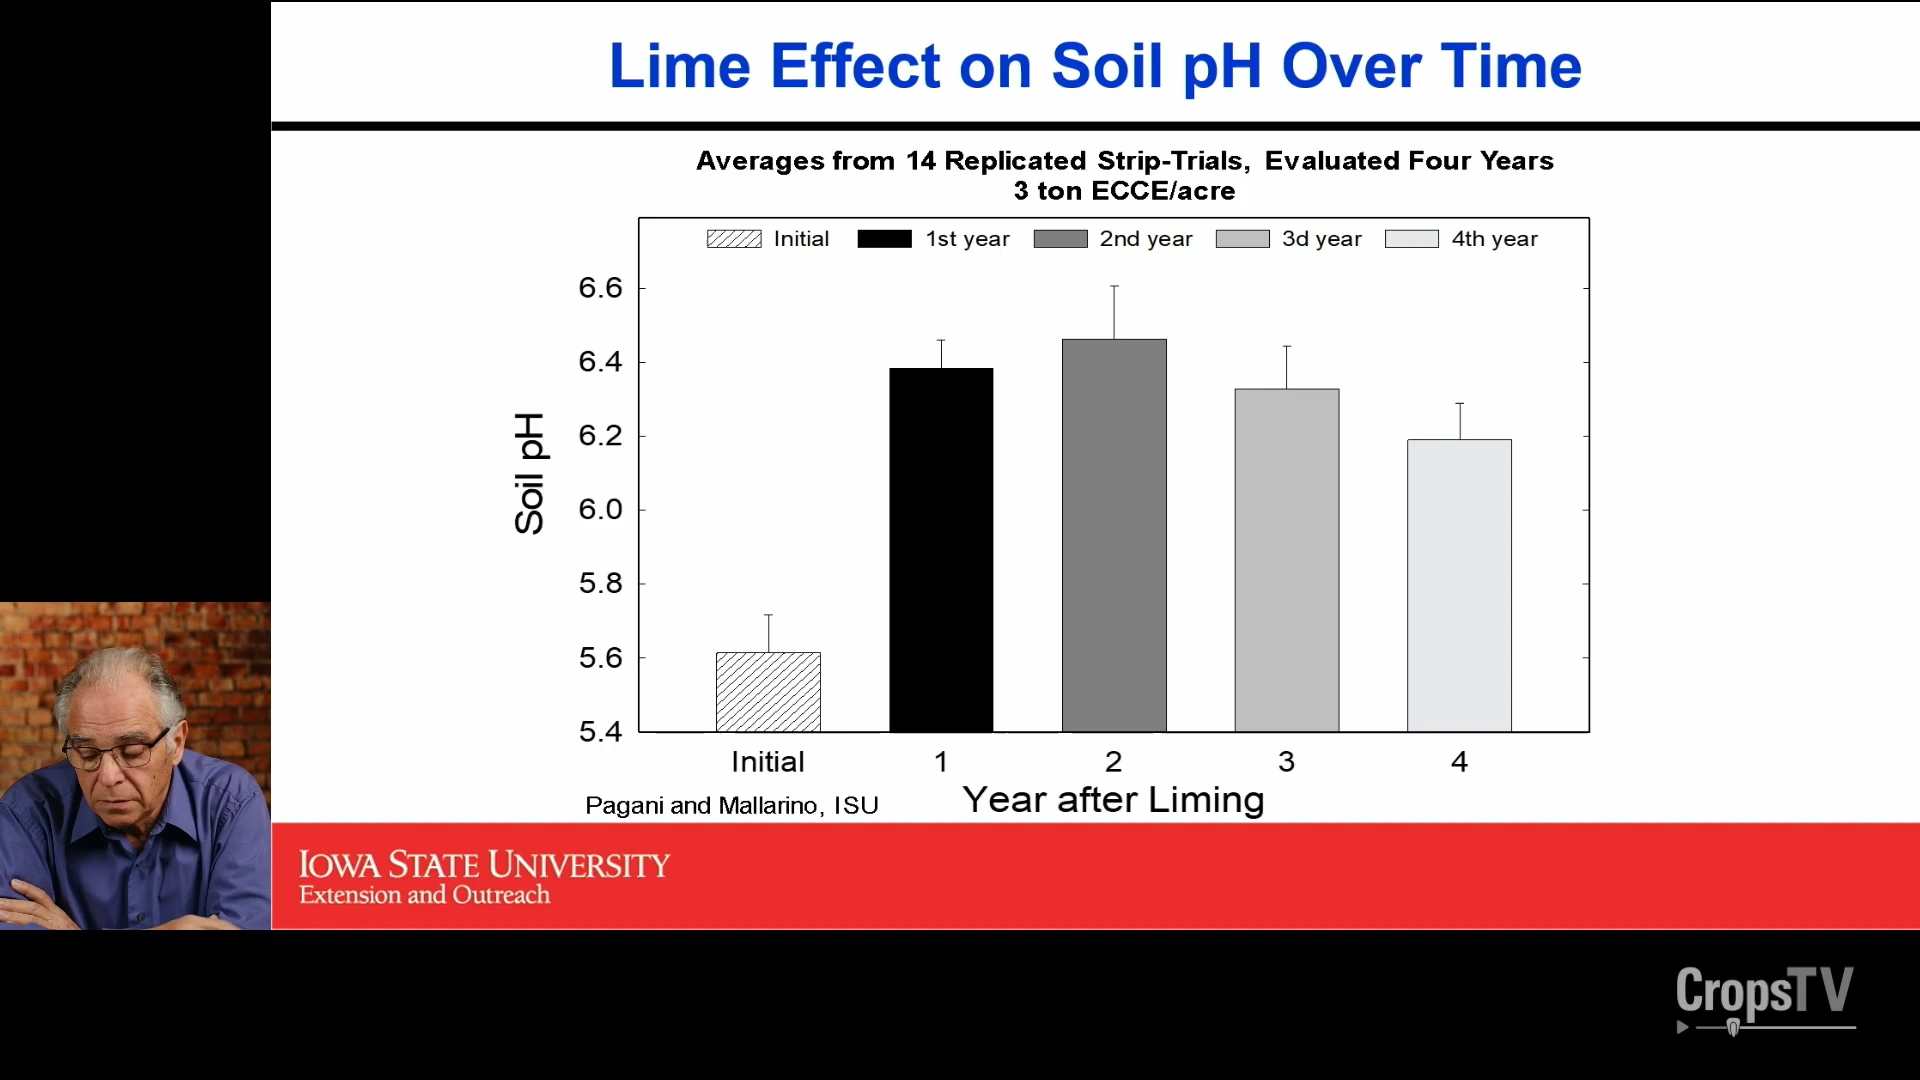 Lime Effect on Soil pH Over Time
Averages from 14 Replicated Strip-Trials, Evaluated Four Years
3 ton ECCE/acre
Initial 1st year 2nd year 3d year 4th year
6.6
6.4
6.2
6.0
5.8
5.6
5.4
Soil pH
Initial 1 2 3 4
Year after Liming
Pagani and Mallarino, ISU
IOWA STATE UNIVERSITY
Extension and Outreach
CropsTV